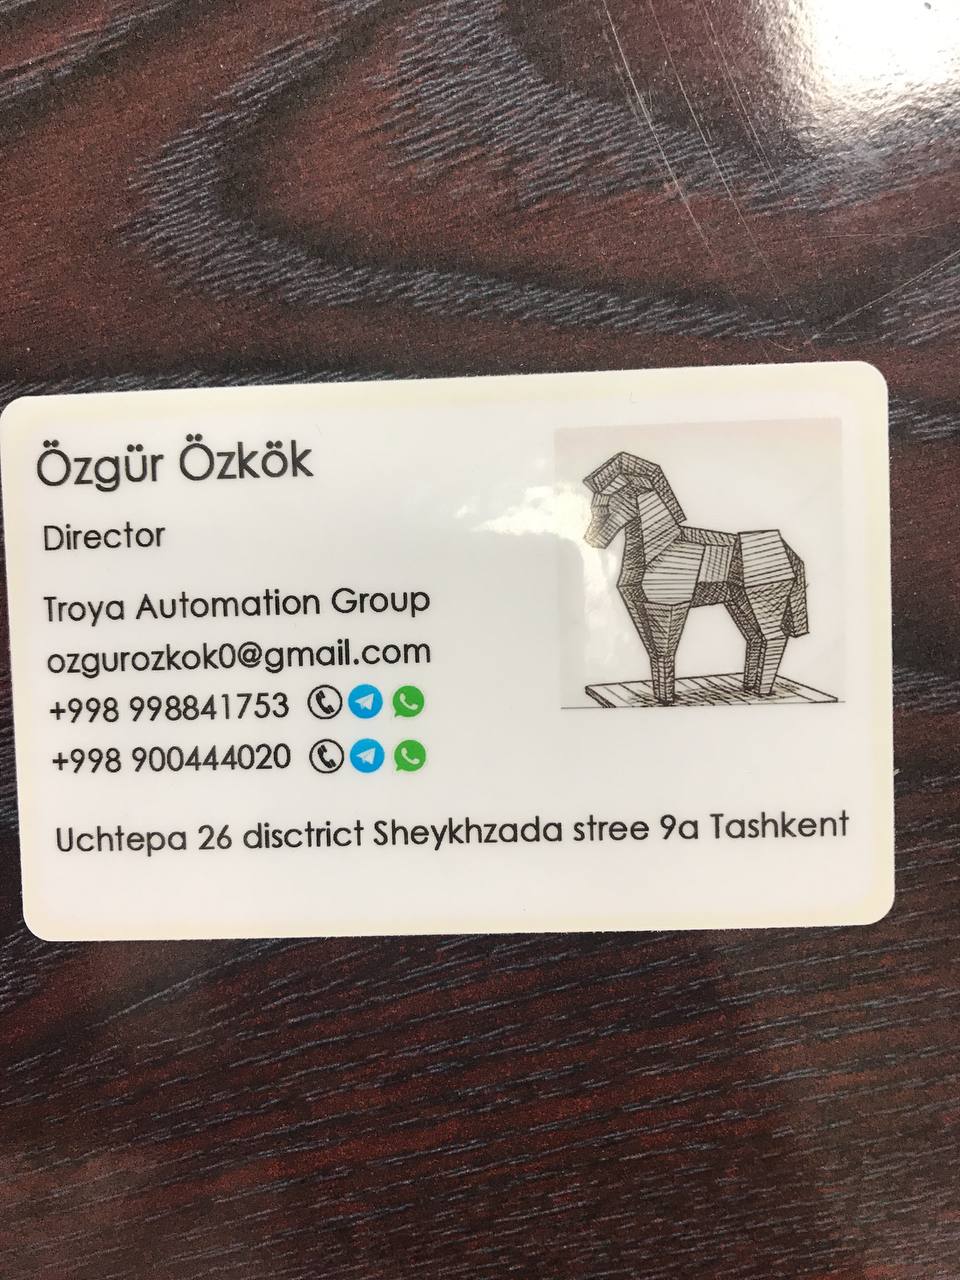 Özgür Özkök
Director
Troya Automation Group
ozgurozkok0@gmail.com
+998 998841753
+998 900444020
Uchtepa 26 disctrict Sheykhzada stree 9a Tashkent